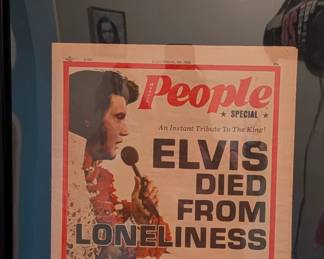 People
★ SPECIAL ★
An Instant Tribute To The King!
ELVIS
DIED
FROM
LONELINESS